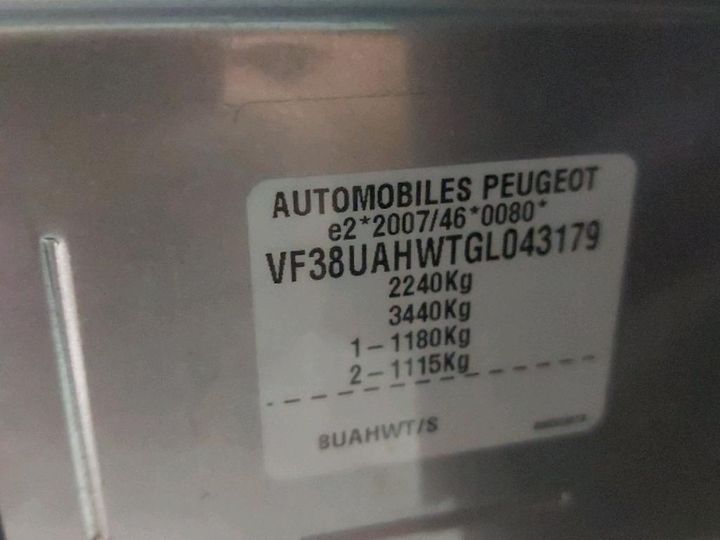 AUTOMOBILES PEUGEOT
e2*2007/46*0080*
VF38UAHWTGL043179
2240Kg
3440Kg
1-1180Kg
2-1115Kg
8UAHWT/S